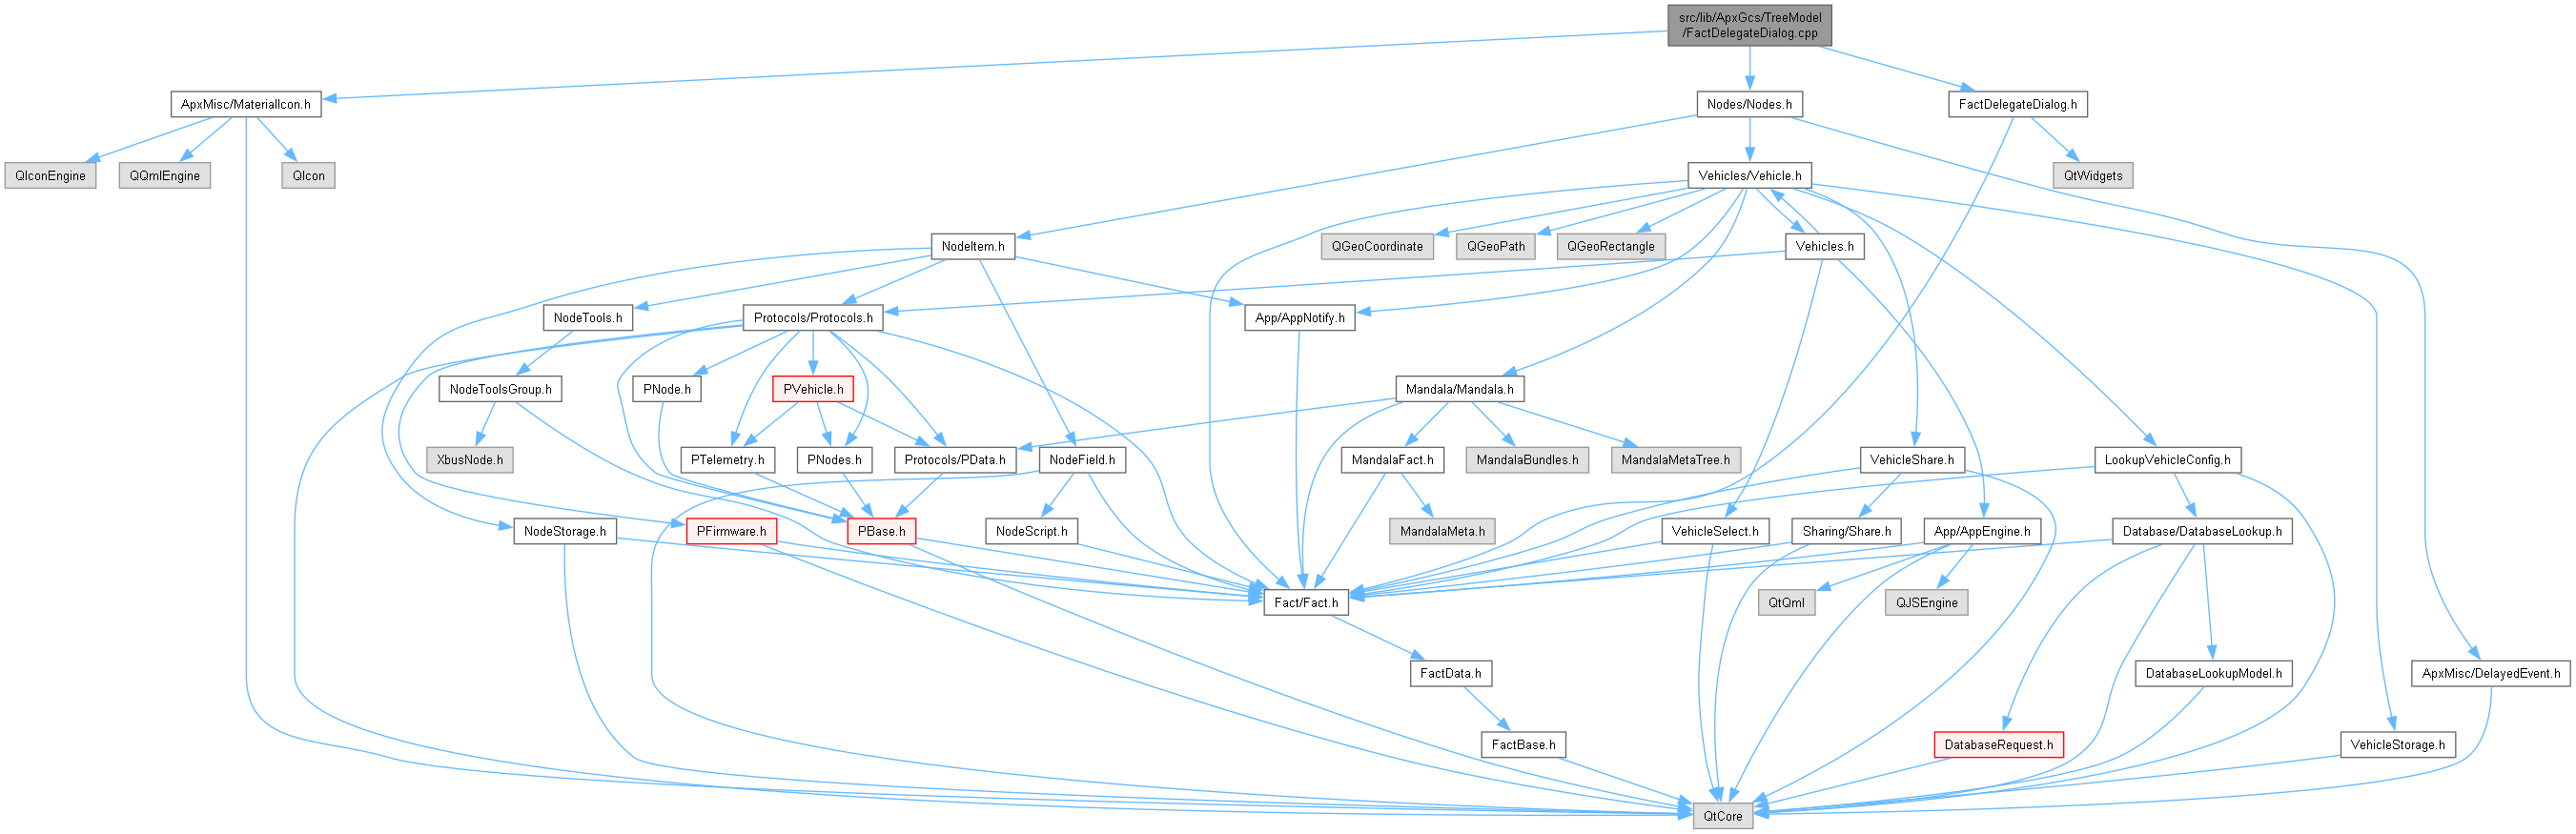 src/lib/ApxGcs/TreeModel
/FactDelegateDialog.cpp
ApxMisc/MaterialIcon.h
Nodes/Nodes.h
FactDelegateDialog.h
QIconEngine
QQmlEngine
QIcon
Vehicles/Vehicle.h
QtWidgets
NodeItem.h
QGeoCoordinate
QGeoPath
QGeoRectangle
Vehicles.h
NodeTools.h
Protocols/Protocols.h
App/AppNotify.h
NodeToolsGroup.h
PNode.h
PVehicle.h
Mandala/Mandala.h
XbusNode.h
PTelemetry.h
PNodes.h
Protocols/PData.h
NodeField.h
MandalaFact.h
MandalaBundles.h
MandalaMetaTree.h
VehicleShare.h
LookupVehicleConfig.h
NodeStorage.h
PFirmware.h
PBase.h
NodeScript.h
MandalaMeta.h
VehicleSelect.h
Sharing/Share.h
App/AppEngine.h
Database/DatabaseLookup.h
Fact/Fact.h
QtQml
QJSEngine
FactData.h
DatabaseLookupModel.h
ApxMisc/DelayedEvent.h
FactBase.h
DatabaseRequest.h
VehicleStorage.h
QtCore